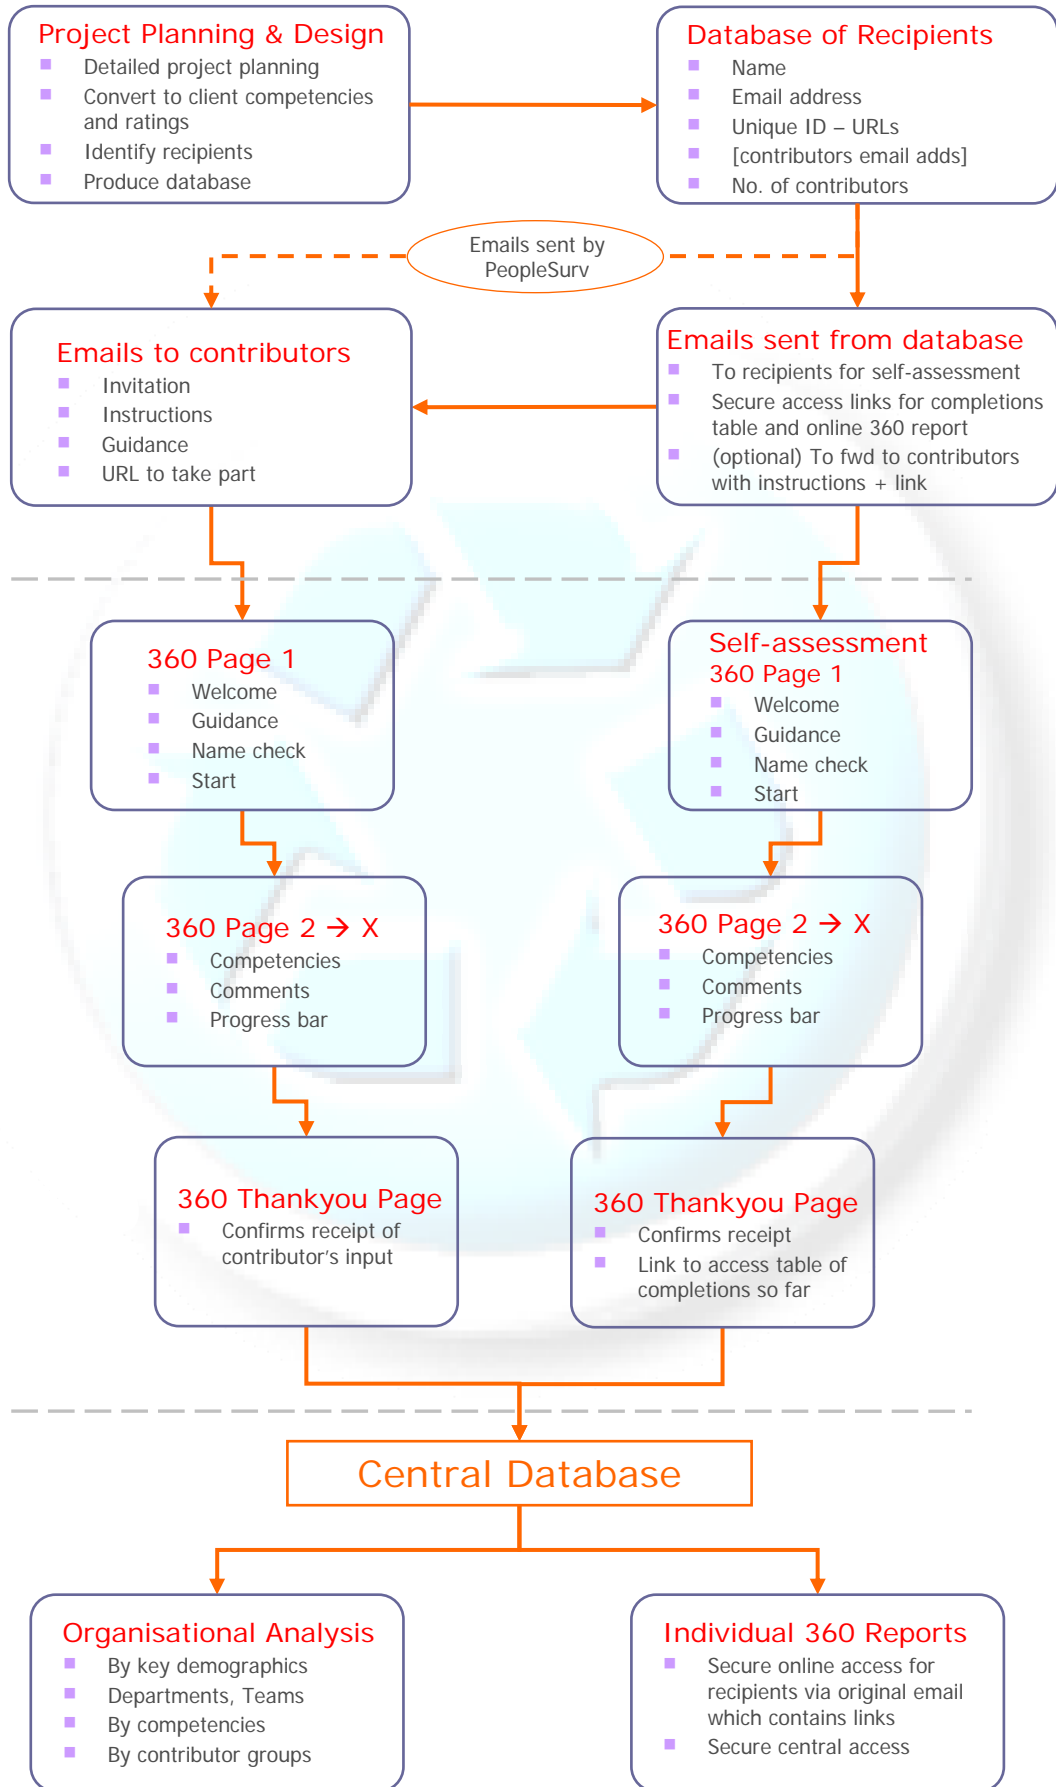 Project Planning & Design
Detailed project planning
Convert to client competencies
and ratings
Identify recipients
Produce database
Database of Recipients
Name
Email address
Unique ID – URLs
[contributors email adds]
No. of contributors
Emails sent by
PeopleSurv
Emails to contributors
Invitation
Instructions
Guidance
URL to take part
Emails sent from database
To recipients for self-assessment
Secure access links for completions
table and online 360 report
(optional) To fwd to contributors
with instructions + link
360 Page 1
Welcome
Guidance
Name check
Start
Self-assessment
360 Page 1
Welcome
Guidance
Name check
Start
360 Page 2 → X
Competencies
Comments
Progress bar
360 Page 2 → X
Competencies
Comments
Progress bar
360 Thankyou Page
Confirms receipt of
contributor’s input
360 Thankyou Page
Confirms receipt
Link to access table of
completions so far
Central Database
Organisational Analysis
By key demographics
Departments, Teams
By competencies
By contributor groups
Individual 360 Reports
Secure online access for
recipients via original email
which contains links
Secure central access